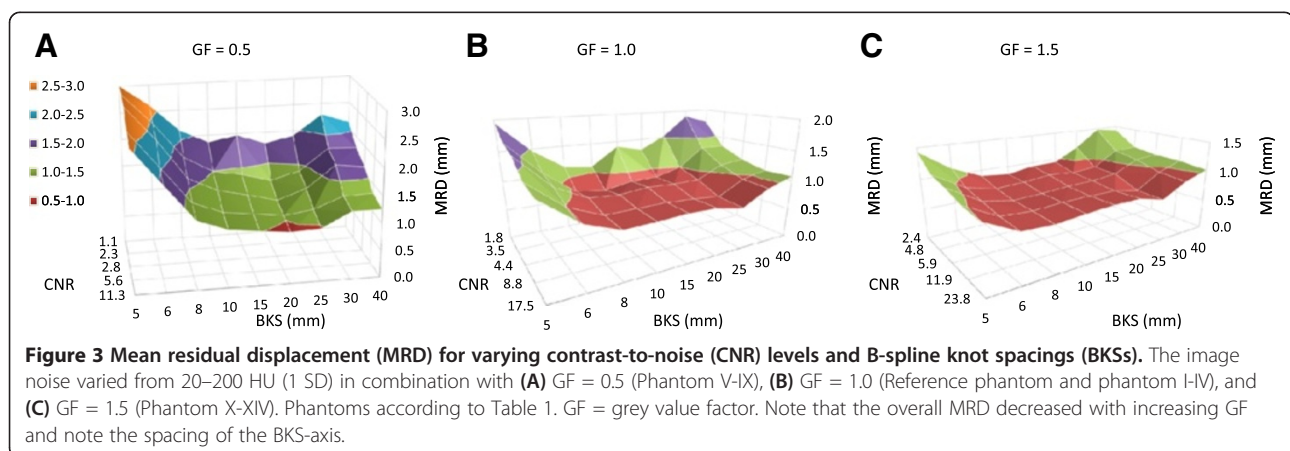 A
GF = 0.5
B
GF = 1.0
C
GF = 1.5
2.5-3.0
2.0-2.5
1.5-2.0
1.0-1.5
0.5-1.0
3.0
2.5
2.0
1.5
1.0
0.5
0.0
MRD (mm)
1.1
2.3
2.8
5.6
11.3
CNR
5 6 8 10 15 20 25 30 40
BKS (mm)
2.0
1.5
1.0
0.5
0.0
MRD (mm)
1.8
3.5
4.4
8.8
17.5
CNR
5 6 8 10 15 20 25 30 40
BKS (mm)
1.5
1.0
0.5
0.0
MRD (mm)
2.4
4.8
5.9
11.9
23.8
CNR
5 6 8 10 15 20 25 30 40
BKS (mm)
Figure 3 Mean residual displacement (MRD) for varying contrast-to-noise (CNR) levels and B-spline knot spacings (BKSs). The image
noise varied from 20–200 HU (1 SD) in combination with (A) GF = 0.5 (Phantom V-IX), (B) GF = 1.0 (Reference phantom and phantom I-IV), and
(C) GF = 1.5 (Phantom X-XIV). Phantoms according to Table 1. GF = grey value factor. Note that the overall MRD decreased with increasing GF
and note the spacing of the BKS-axis.